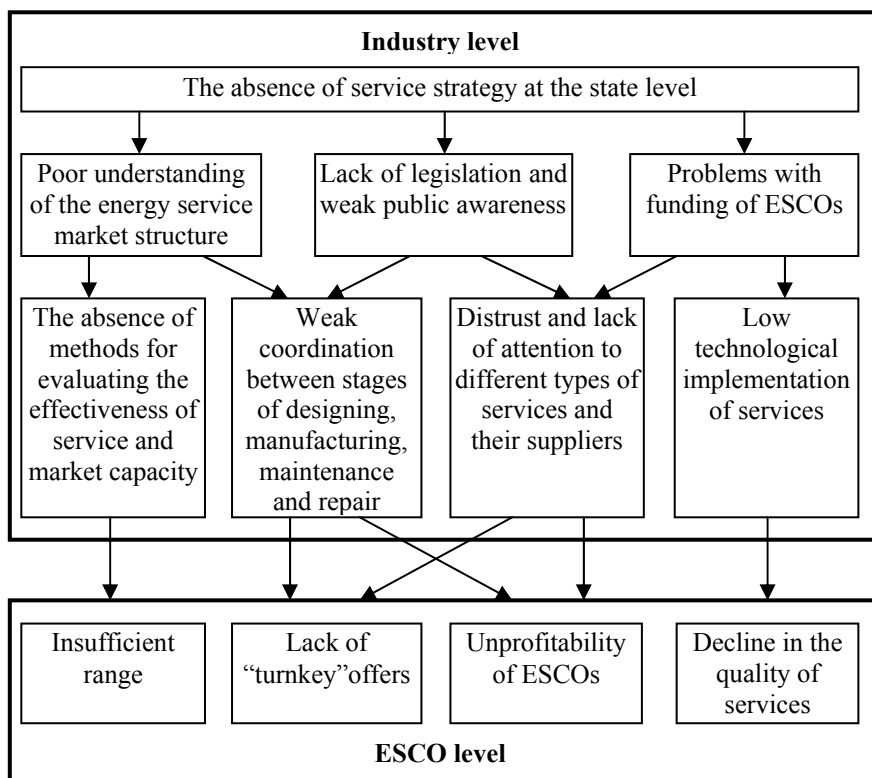 Industry level
The absence of service strategy at the state level
Poor understanding
of the energy service
market structure
Lack of legislation and
weak public awareness
Problems with
funding of ESCOs
The absence of
methods for
evaluating the
effectiveness of
service and
market capacity
Weak
coordination
between stages
of designing,
manufacturing,
maintenance
and repair
Distrust and lack
of attention to
different types of
services and
their suppliers
Low
technological
implementation
of services
Insufficient
range
Lack of
“turnkey”offers
Unprofitability
of ESCOs
Decline in the
quality of
services
ESCO level